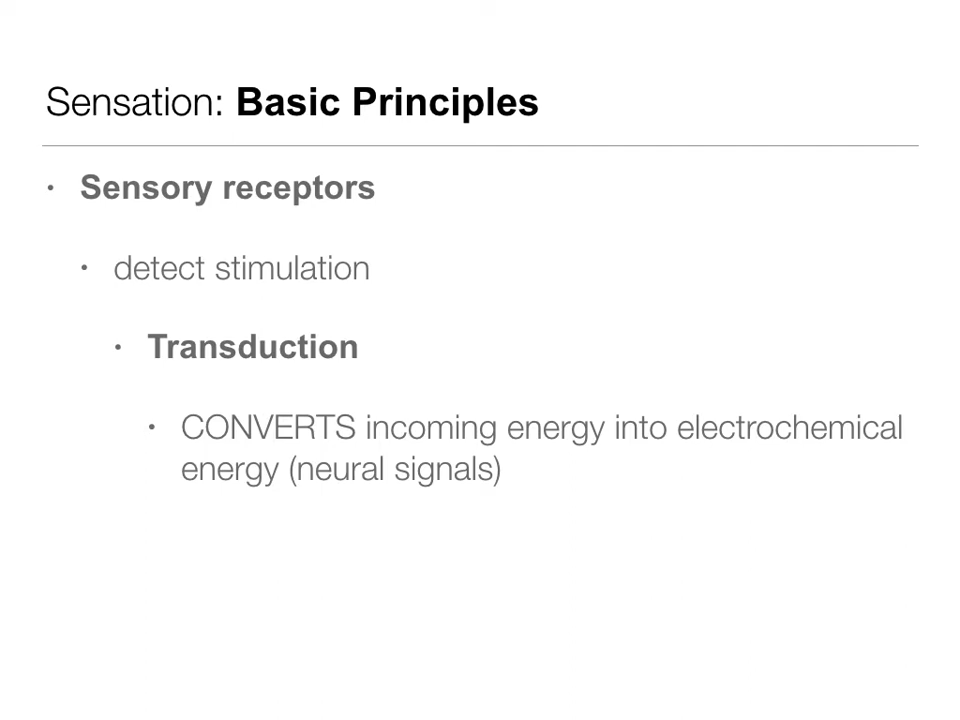 Sensation: Basic Principles
• Sensory receptors
• detect stimulation
• Transduction
• CONVERTS incoming energy into electrochemical
energy (neural signals)